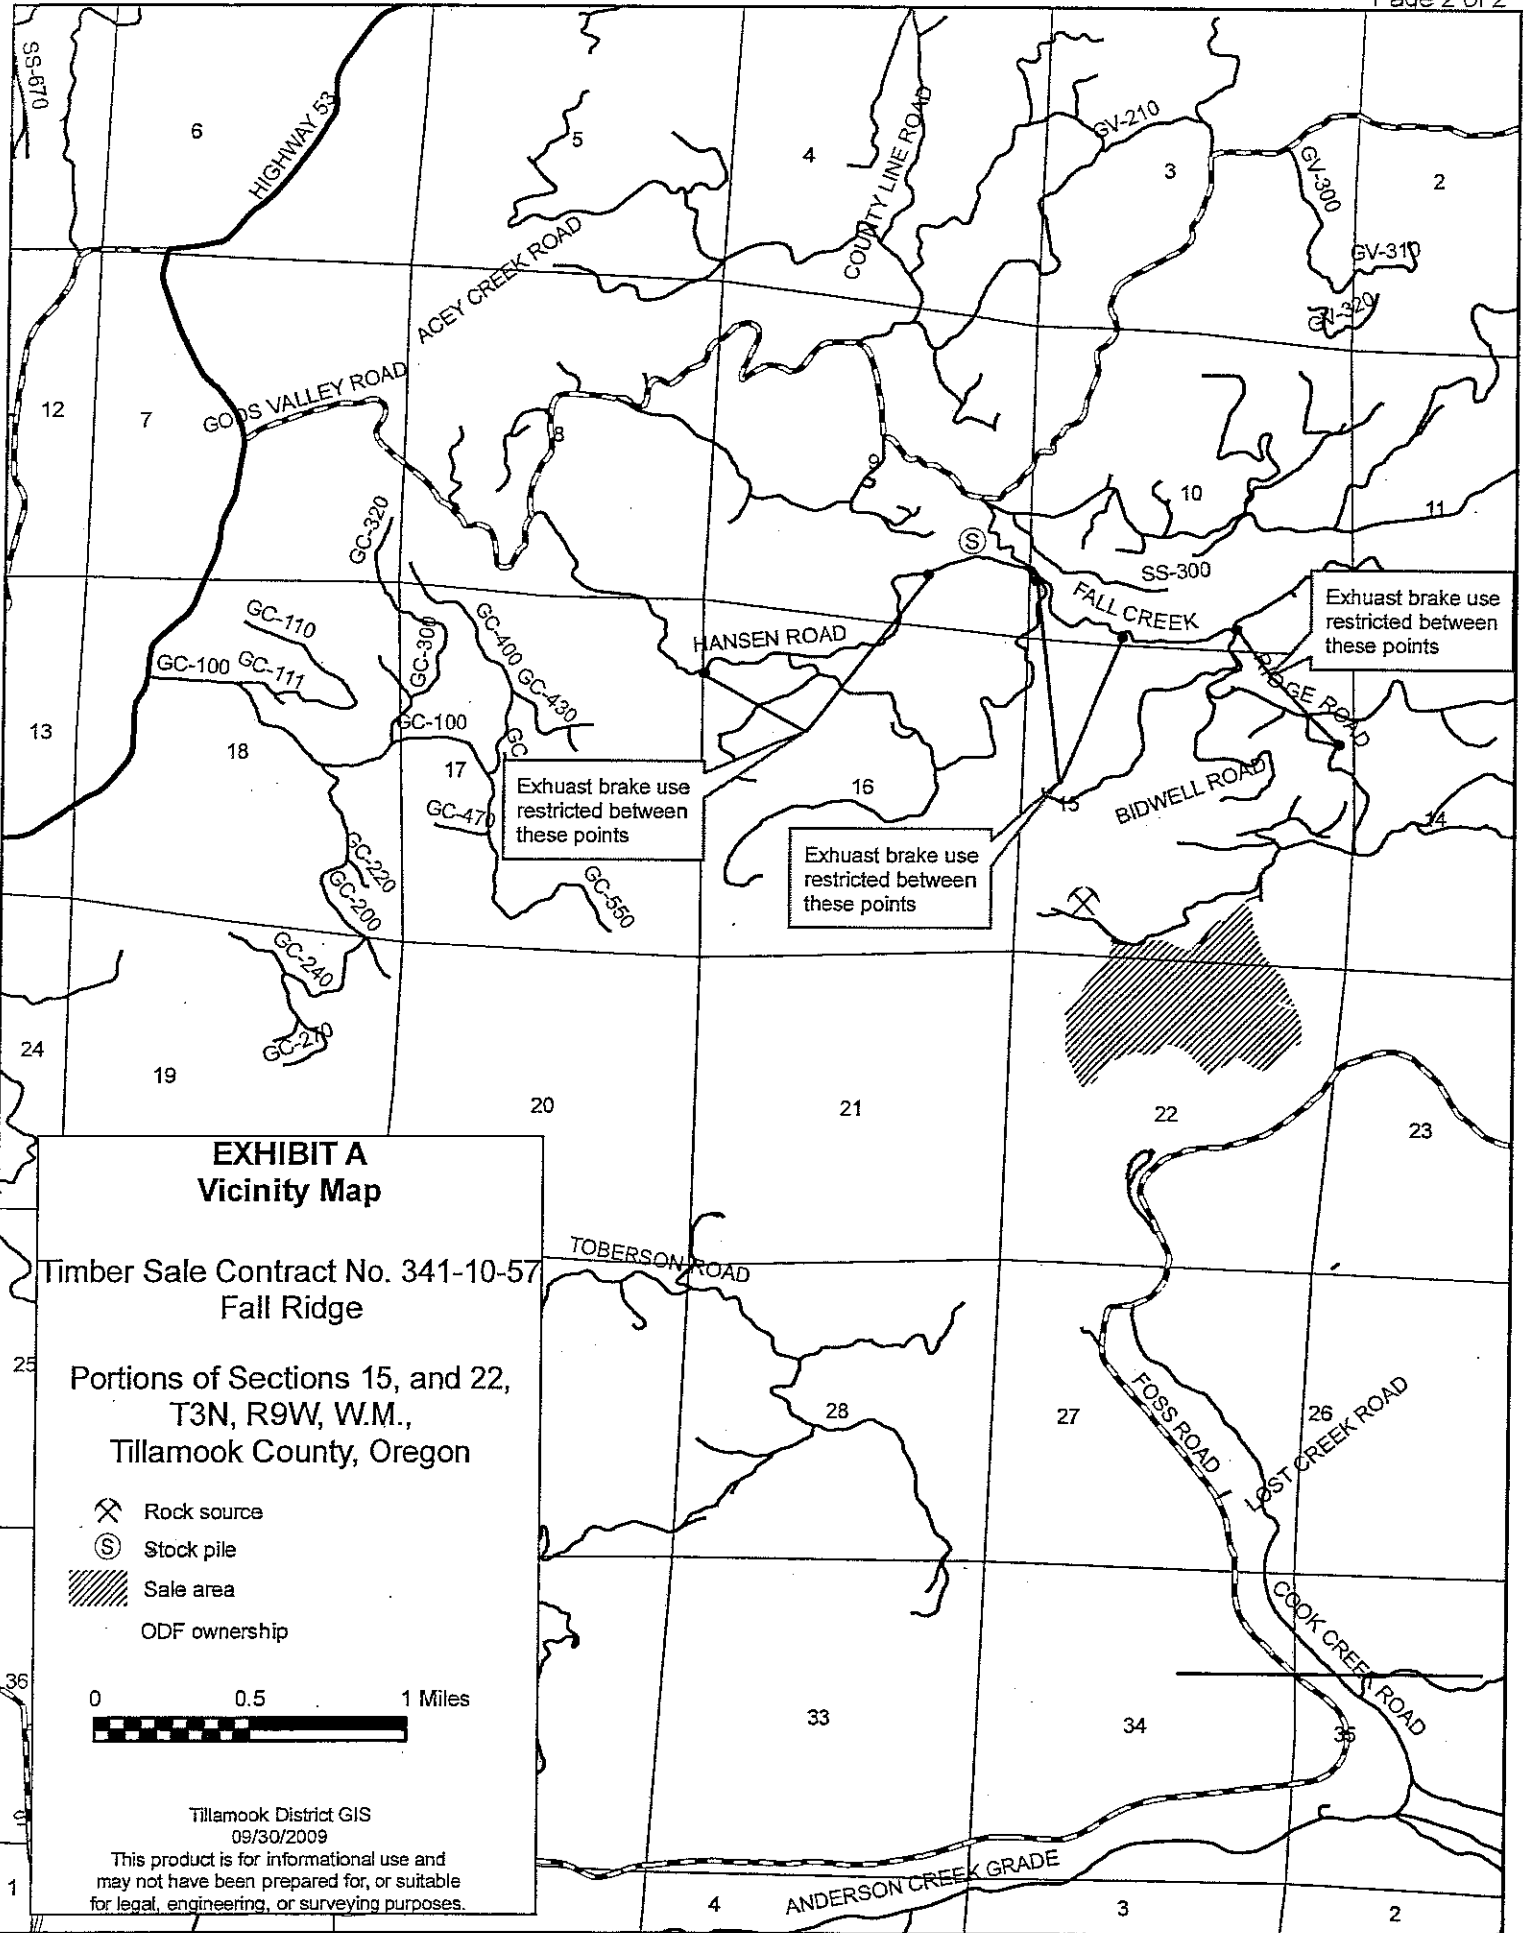 Page 2 of 2
SS-670
6
HIGHWAY 53
5
4
COUNTY LINE ROAD
GV-210
3
GV-300
2
GV-310
GV-320
ACEY CREEK ROAD
GODS VALLEY ROAD
12
7
8
9
10
11
GC-320
S
SS-300
FALL CREEK
RIDGE ROAD
Exhuast brake use
restricted between
these points
GC-110
GC-100
GC-111
GC-300
GC-400
GC-430
HANSEN ROAD
13
18
GC-100
17
GC
Exhuast brake use
restricted between
these points
16
15
BIDWELL ROAD
14
GC-470
Exhuast brake use
restricted between
these points
GC-220
GC-200
GC-550
GC-240
GC-270
24
19
20
21
22
23
EXHIBIT A
Vicinity Map
Timber Sale Contract No. 341-10-57
Fall Ridge
Portions of Sections 15, and 22,
T3N, R9W, W.M.,
Tillamook County, Oregon
Rock source
S Stock pile
Sale area
ODF ownership
0 0.5 1 Miles
Tillamook District GIS
09/30/2009
This product is for informational use and
may not have been prepared for, or suitable
for legal, engineering, or surveying purposes.
TOBERSON ROAD
25
28
27
FOSS ROAD
26
LOST CREEK ROAD
COOK CREEK ROAD
36
33
34
35
ANDERSON CREEK GRADE
1
4
3
2